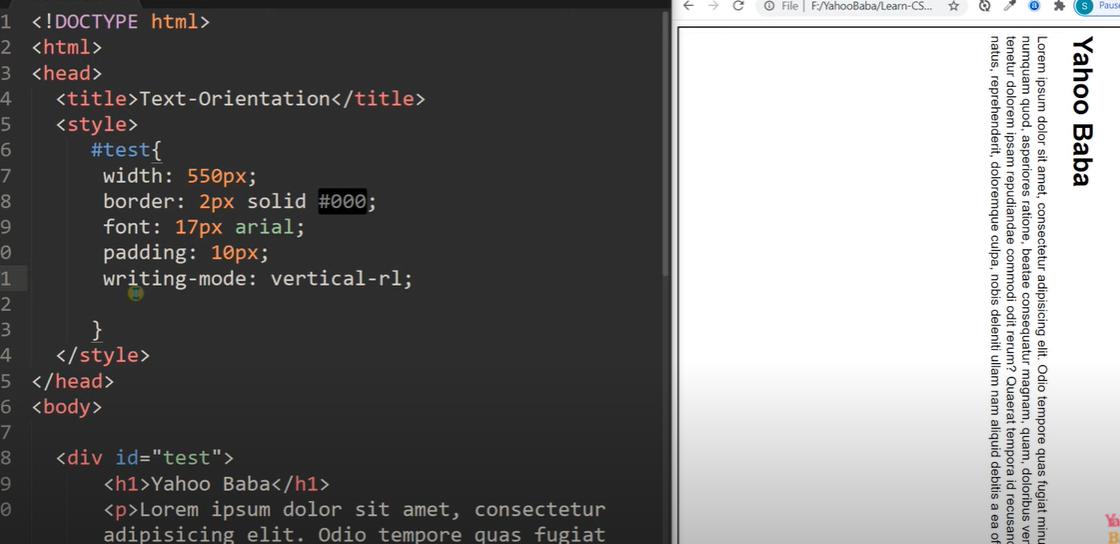 1 <!DOCTYPE html>
2 <html>
3 <head>
4 <title>Text-Orientation</title>
5 <style>
6 #test{
7 width: 550px;
8 border: 2px solid #000;
9 font: 17px arial;
0 padding: 10px;
1 writing-mode: vertical-rl;
2
3 }
4 </style>
5 </head>
6 <body>
7
8 <div id="test">
9 <h1>Yahoo Baba</h1>
0 <p>Lorem ipsum dolor sit amet, consectetur
adipisicing elit. Odio tempore quas fugiat
File | F:/YahooBaba/Learn-CS...
S Paus
Yahoo Baba
Lorem ipsum dolor sit amet, consectetur adipisicing elit. Odio tempore quas fugiat minu
numquam quod, asperiores ratione, beatae consequatur magnam, quam, doloribus ver
tenetur dolorem ipsam repudiandae commodi odit rerum? Quaerat tempora id recusand
natus, reprehenderit, doloremque culpa, nobis deleniti ullam nam aliquid debitis a ea of